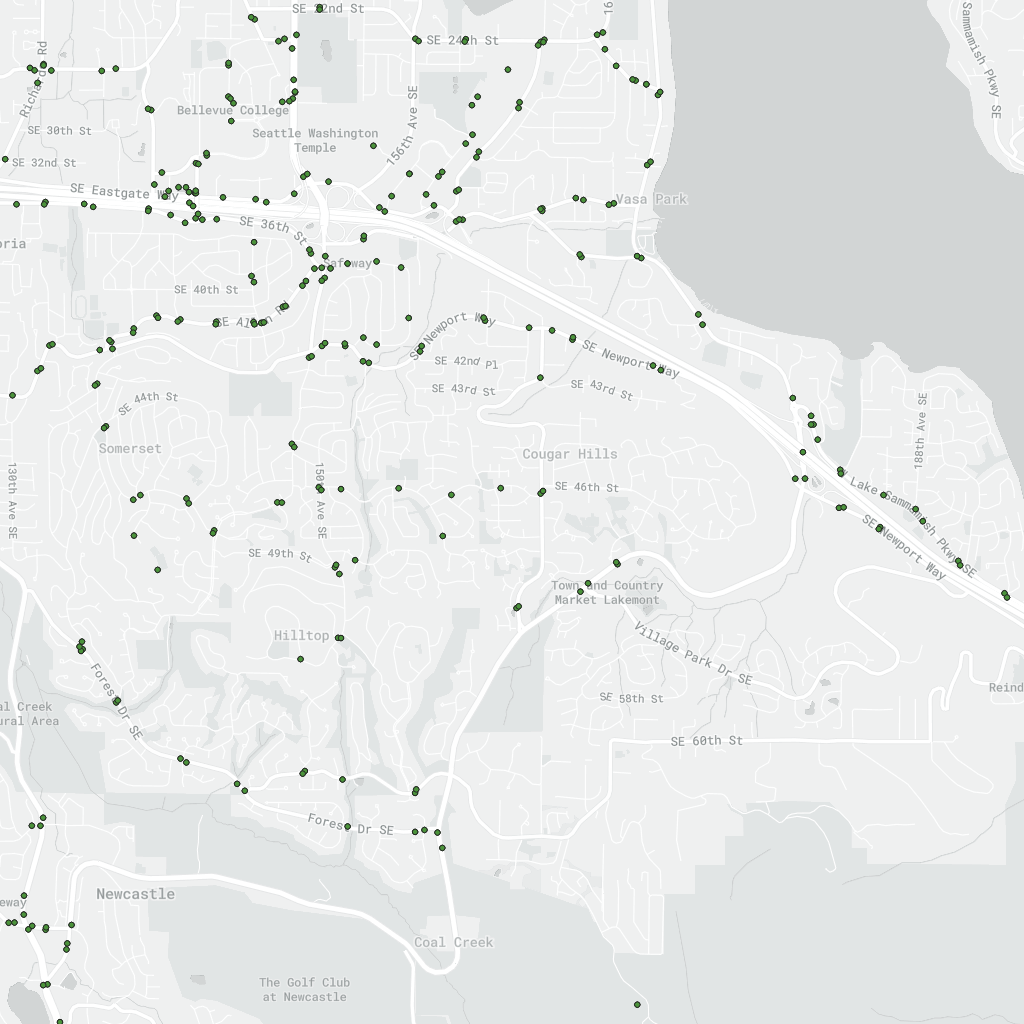 SE 22nd St
Sammamish Pkwy SE
SE 24th St
Richards Rd
Bellevue College
156th Ave SE
SE 30th St
Seattle Washington
Temple
SE 32nd St
SE Eastgate Way
Vasa Park
SE 36th St
Safeway
SE 40th St
SE Newport Way
SE Newport Way
SE 42nd Pl
SE 43rd St
SE 43rd St
SE 44th St
188th Ave SE
Somerset
Cougar Hills
130th Ave SE
150th Ave SE
SE 46th St
W Lake Sammamish Pkwy SE
SE Newport Way
SE 49th St
Town and Country
Market Lakemont
Hilltop
Village Park Dr SE
Forest Dr SE
SE 58th St
SE 60th St
Forest Dr SE
Newcastle
Coal Creek
The Golf Club
at Newcastle